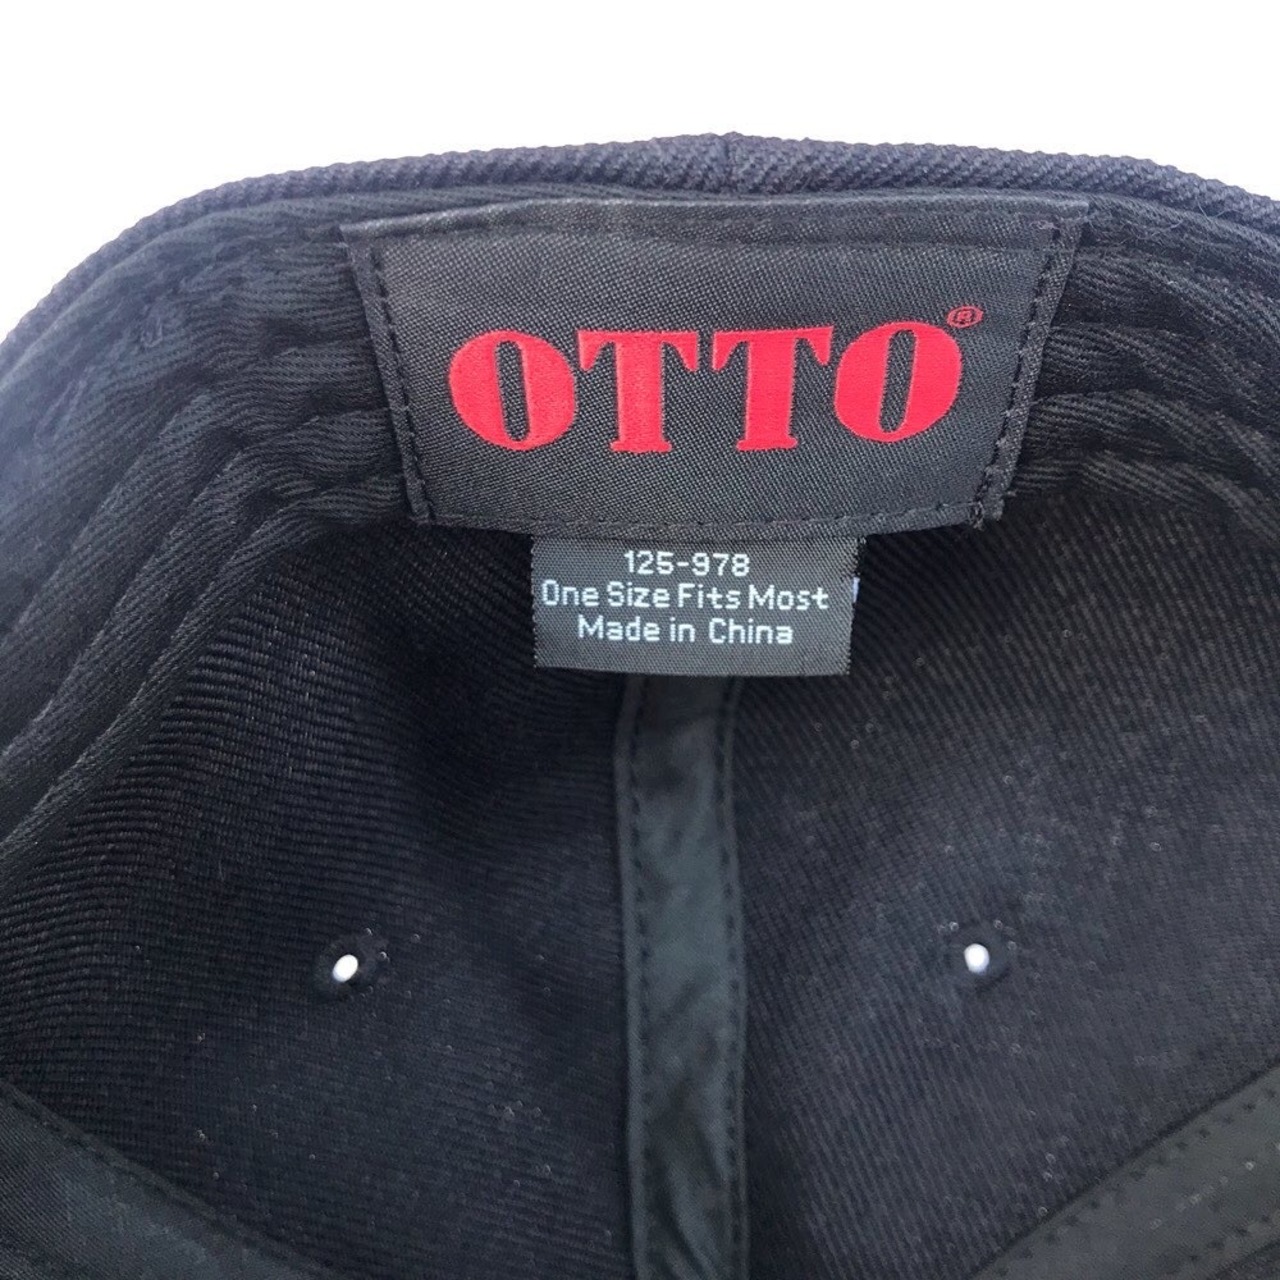 OTTO®
125-978
One Size Fits Most
Made in China